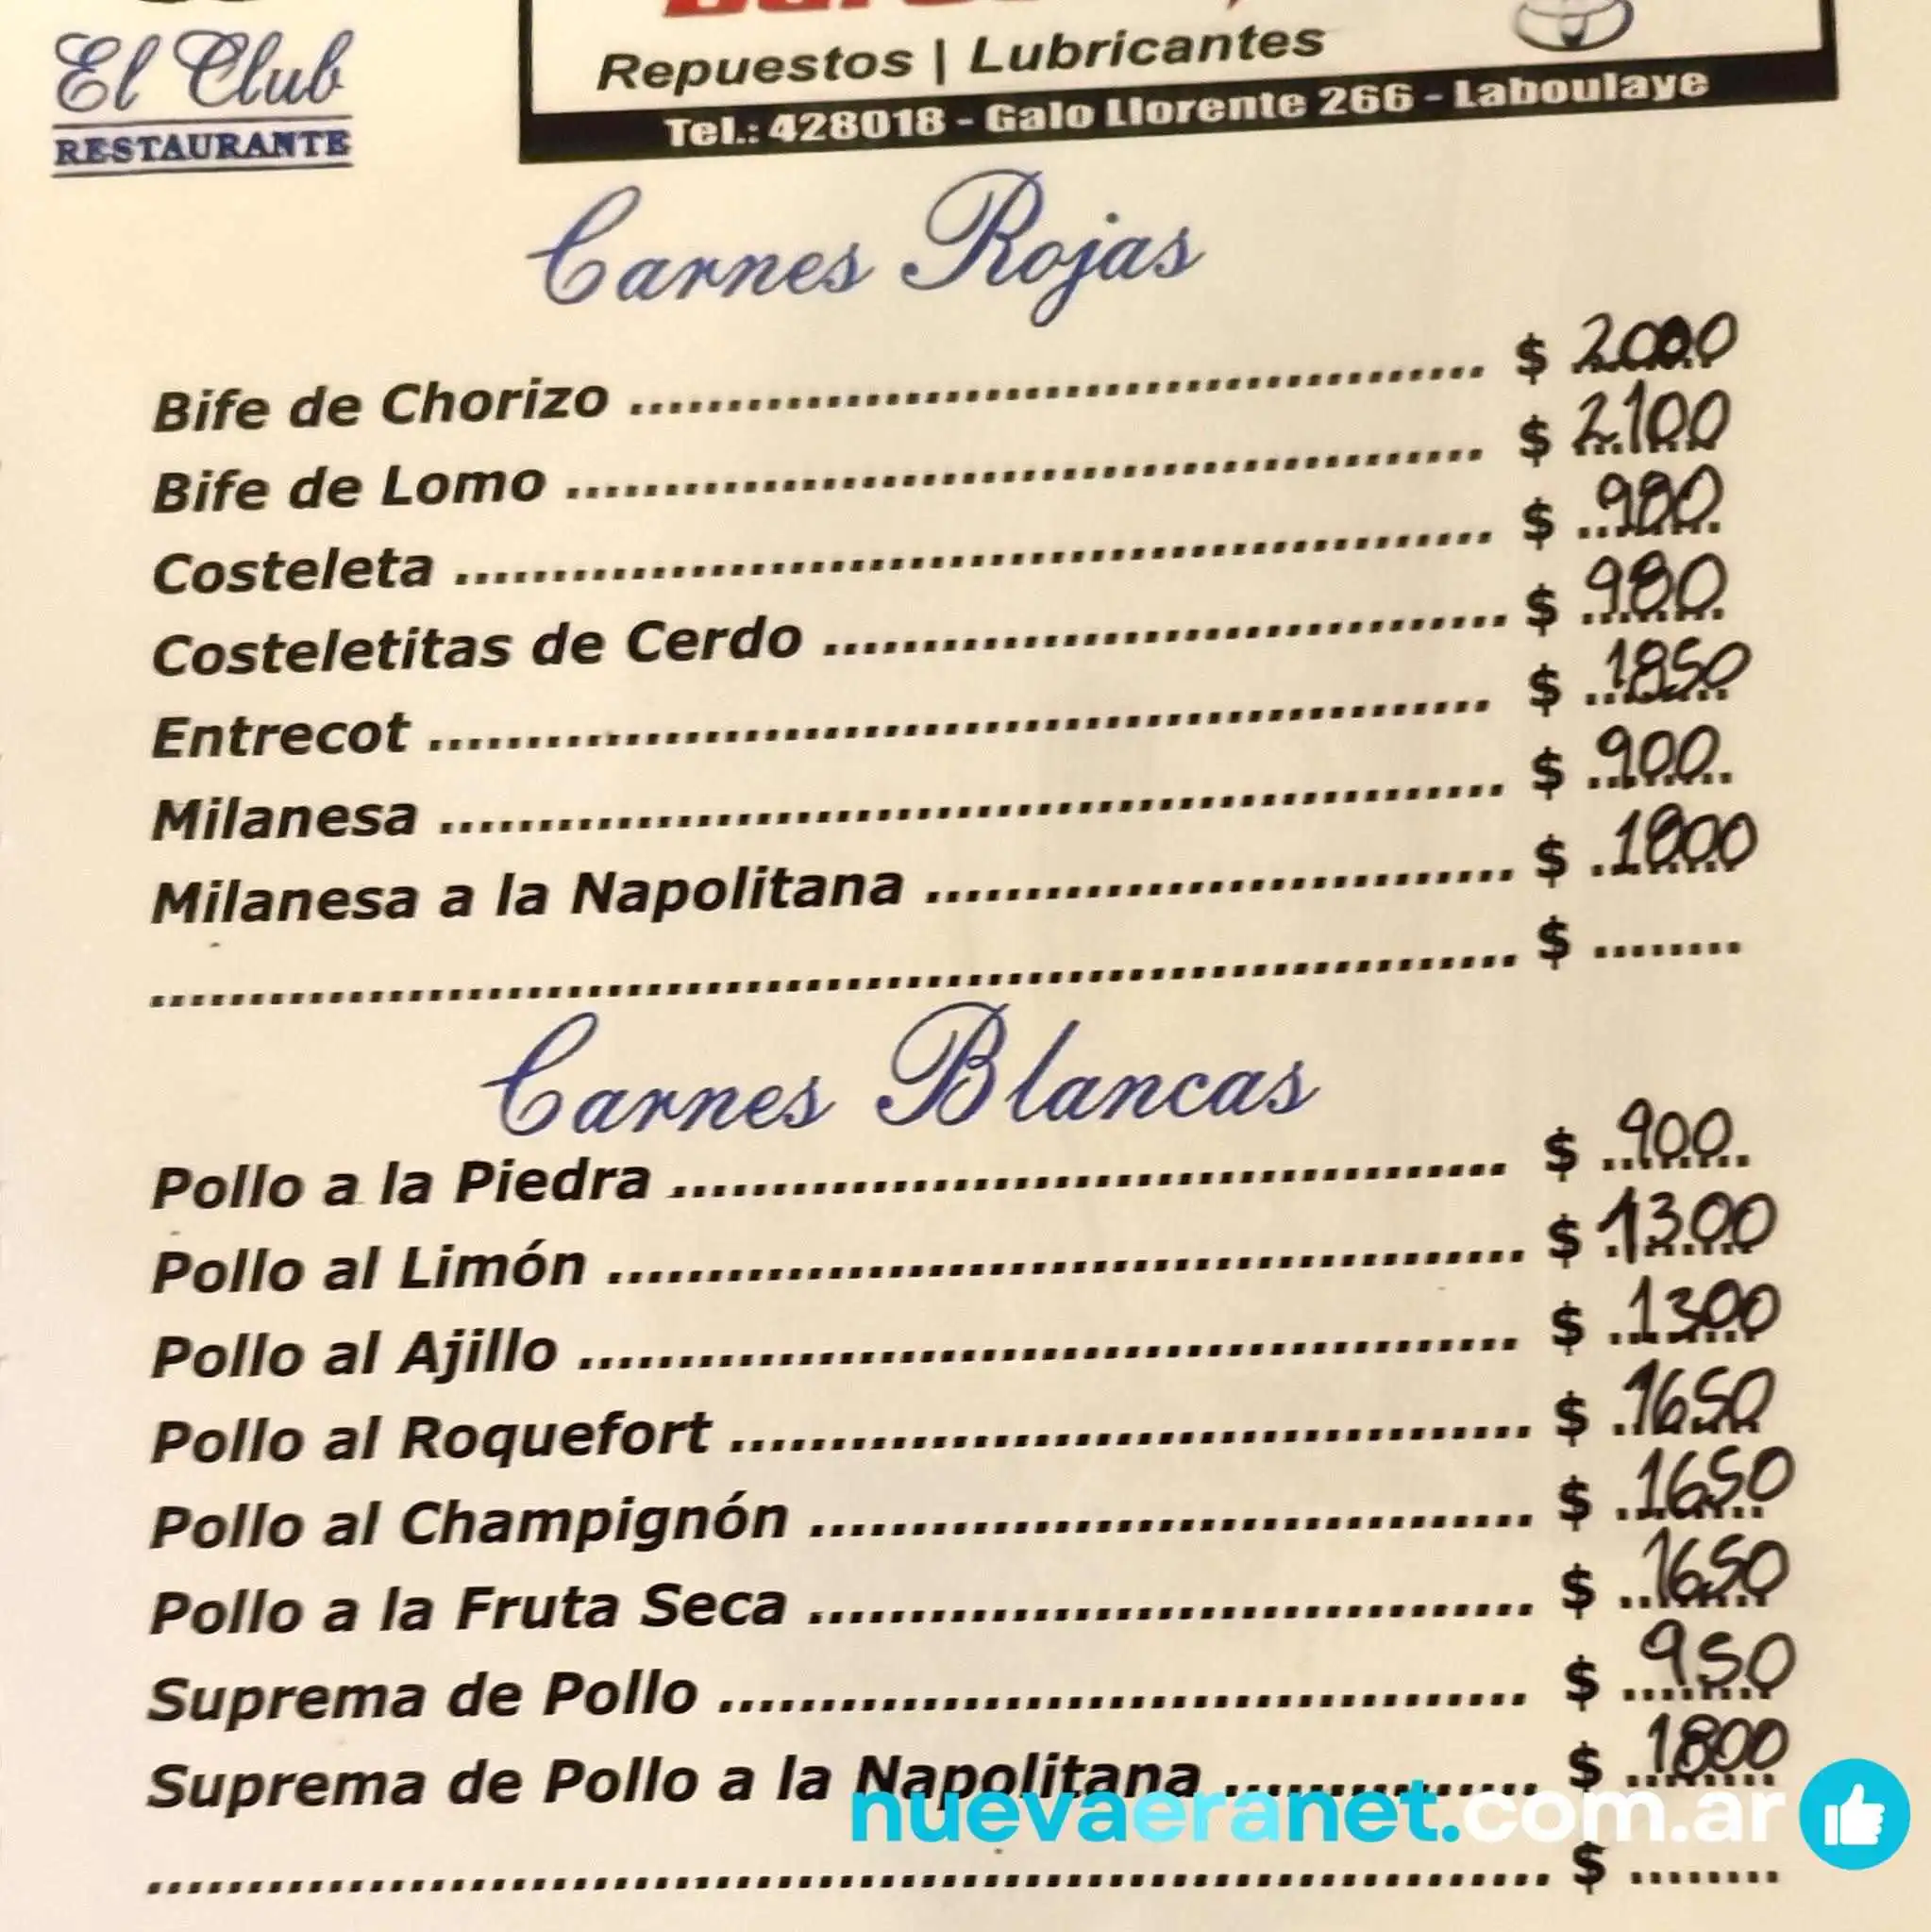 El Club
RESTAURANTE
Repuestos | Lubricantes
Tel.: 428018 - Galo Llorente 266 - Laboulaye
Carnes Rojas
Bife de Chorizo ........................................ $ 2000
Bife de Lomo ........................................ $ 2100
Costeleta ........................................ $ 980
Costeletitas de Cerdo ........................................ $ 980
Entrecot ........................................ $ 1850
Milanesa ........................................ $ 900
Milanesa a la Napolitana ........................................ $ 1800
........................................ $ ........
Carnes Blancas
Pollo a la Piedra ........................................ $ 900
Pollo al Limón ........................................ $ 1300
Pollo al Ajillo ........................................ $ 1300
Pollo al Roquefort ........................................ $ 1650
Pollo al Champignón ........................................ $ 1650
Pollo a la Fruta Seca ........................................ $ 1650
Suprema de Pollo ........................................ $ 950
Suprema de Pollo a la Napolitana ................ $ 1800
nuevaeranet.com.ar
........................................ $ ........